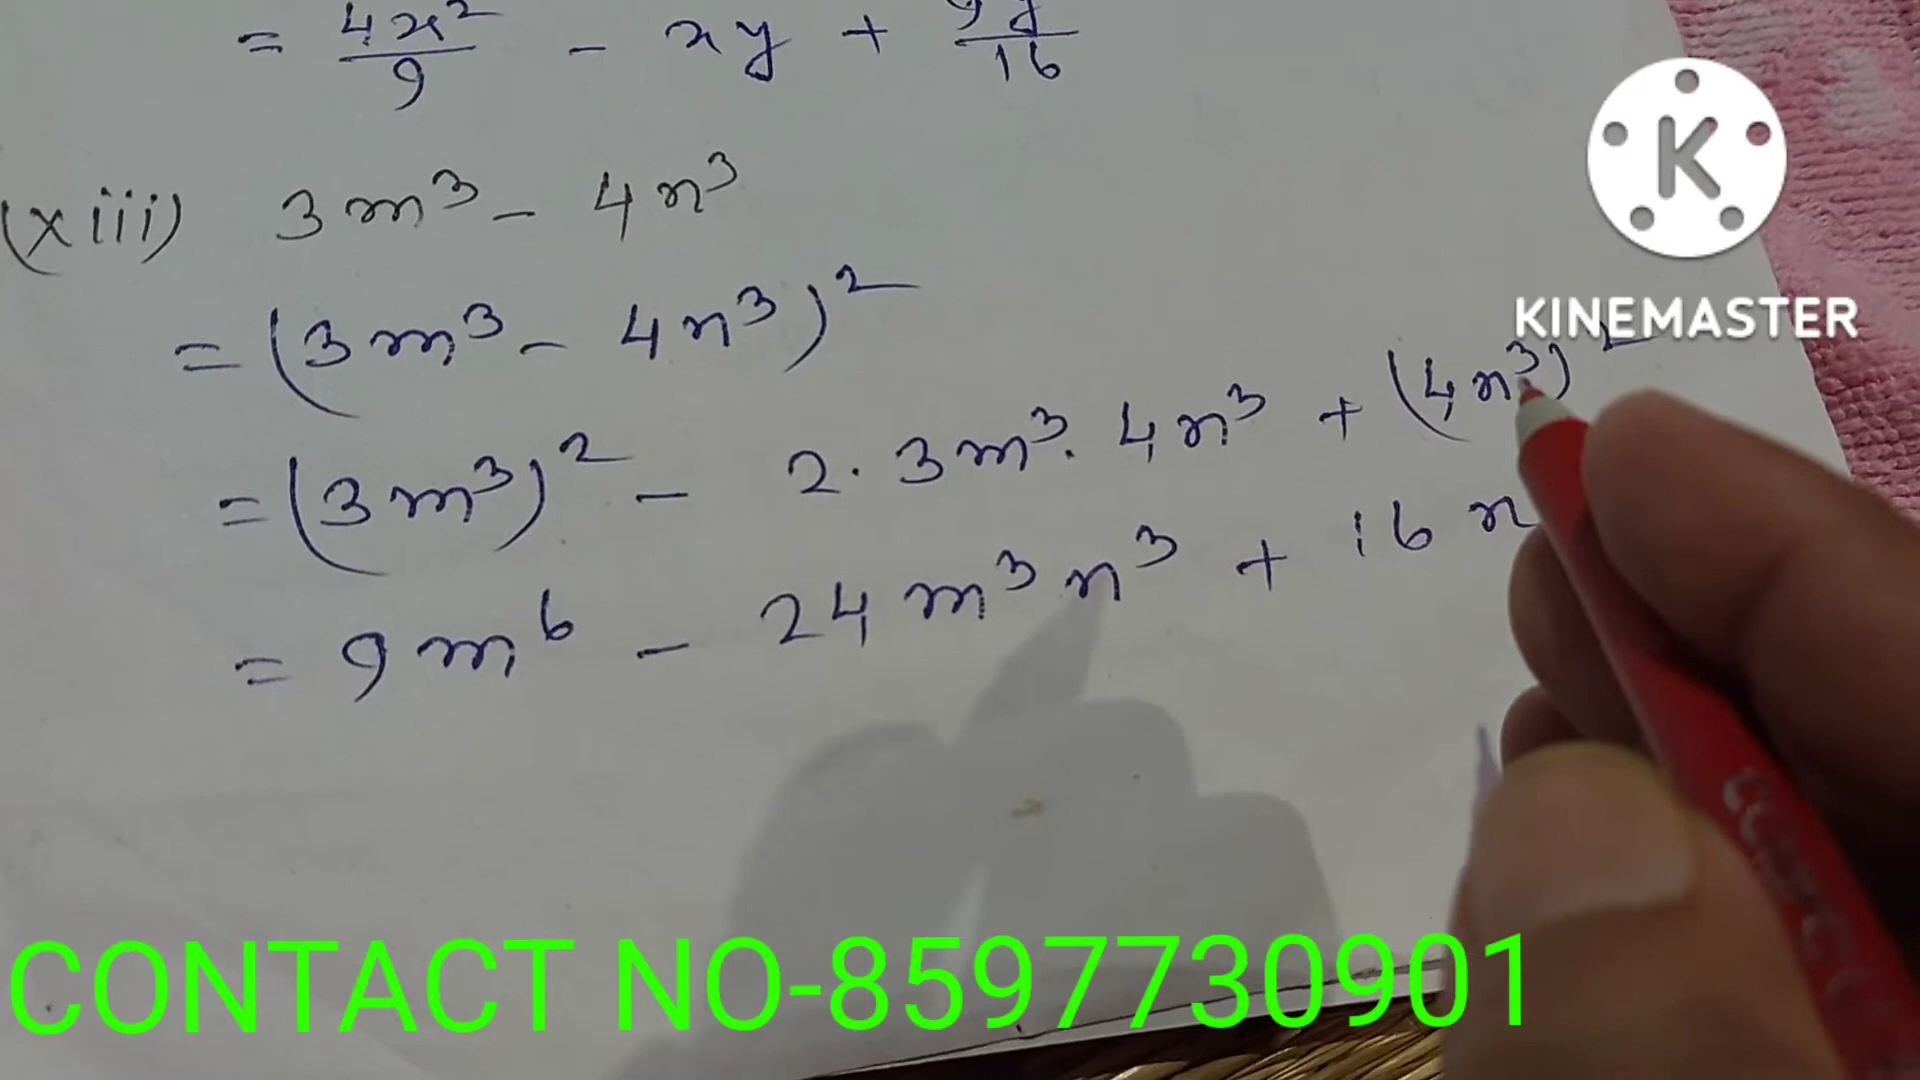 = 4x²/9 - xy + 9y/16
(xiii) 3m³ - 4n³
= (3m³ - 4n³)²
= (3m³)² - 2. 3m³. 4n³ + (4n³)²
= 9m⁶ - 24m³n³ + 16n
K
KINEMASTER
CONTACT NO-8597730901